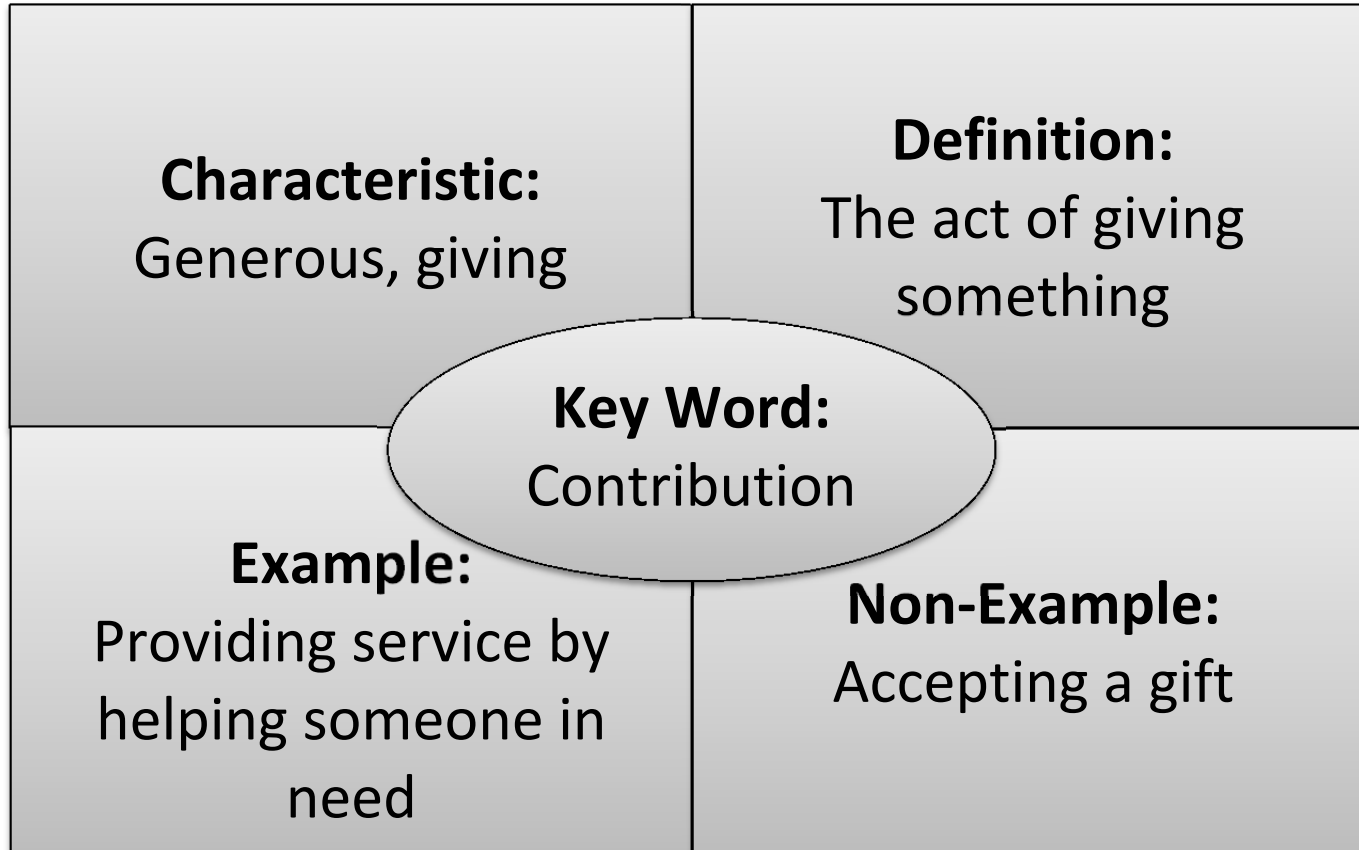 Characteristic:
Generous, giving
Definition:
The act of giving
something
Key Word:
Contribution
Example:
Providing service by
helping someone in
need
Non-Example:
Accepting a gift